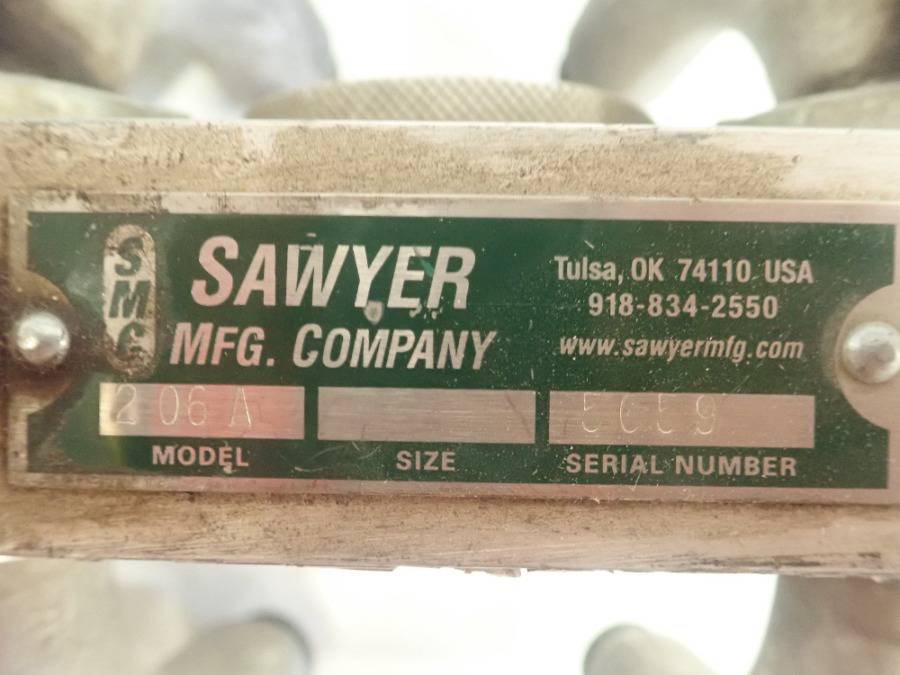 SMC
SAWYER
MFG. COMPANY
Tulsa, OK 74110 USA
918-834-2550
www.sawyermfg.com
206A
MODEL
SIZE
SERIAL NUMBER